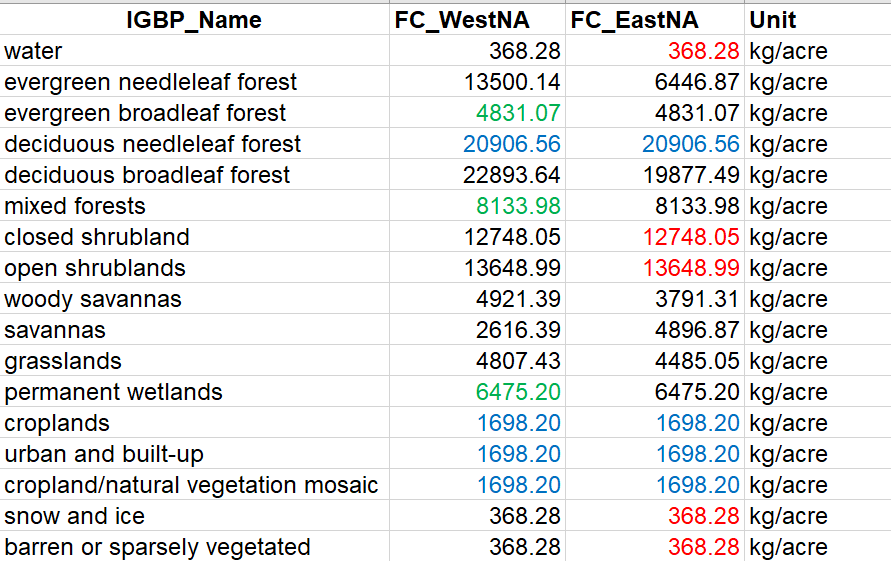 IGBP_Name FC_WestNA FC_EastNA Unit
water 368.28 368.28 kg/acre
evergreen needleleaf forest 13500.14 6446.87 kg/acre
evergreen broadleaf forest 4831.07 4831.07 kg/acre
deciduous needleleaf forest 20906.56 20906.56 kg/acre
deciduous broadleaf forest 22893.64 19877.49 kg/acre
mixed forests 8133.98 8133.98 kg/acre
closed shrubland 12748.05 12748.05 kg/acre
open shrublands 13648.99 13648.99 kg/acre
woody savannas 4921.39 3791.31 kg/acre
savannas 2616.39 4896.87 kg/acre
grasslands 4807.43 4485.05 kg/acre
permanent wetlands 6475.20 6475.20 kg/acre
croplands 1698.20 1698.20 kg/acre
urban and built-up 1698.20 1698.20 kg/acre
cropland/natural vegetation mosaic 1698.20 1698.20 kg/acre
snow and ice 368.28 368.28 kg/acre
barren or sparsely vegetated 368.28 368.28 kg/acre